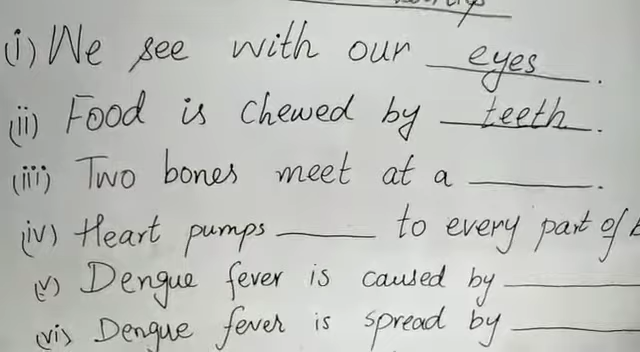 (i) We see with our eyes.
(ii) Food is chewed by teeth.
(iii) Two bones meet at a ______.
(iv) Heart pumps ______ to every part of
(v) Dengue fever is caused by ______
(vi) Dengue fever is spread by ______